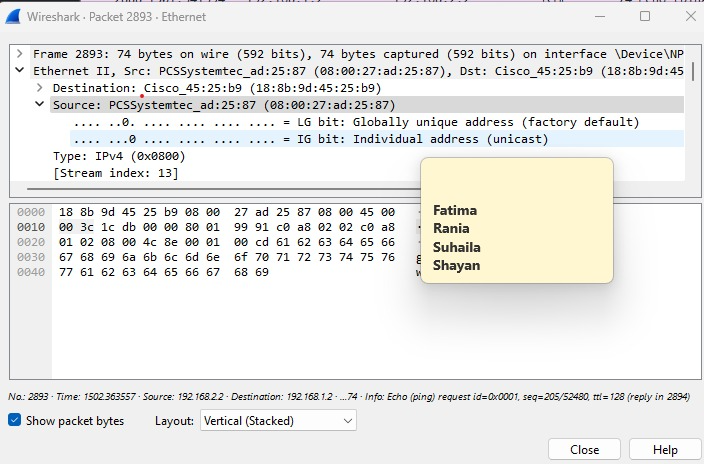 Wireshark · Packet 2893 · Ethernet
Frame 2893: 74 bytes on wire (592 bits), 74 bytes captured (592 bits) on interface \Device\NP
Ethernet II, Src: PCSSystemtec_ad:25:87 (08:00:27:ad:25:87), Dst: Cisco_45:25:b9 (18:8b:9d:45
Destination: Cisco_45:25:b9 (18:8b:9d:45:25:b9)
Source: PCSSystemtec_ad:25:87 (08:00:27:ad:25:87)
.... ..0. .... .... .... .... = LG bit: Globally unique address (factory default)
.... ...0 .... .... .... .... = IG bit: Individual address (unicast)
Type: IPv4 (0x0800)
[Stream index: 13]
Fatima
Rania
Suhaila
Shayan
0000 18 8b 9d 45 25 b9 08 00 27 ad 25 87 08 00 45 00
0010 00 3c 1c db 00 00 80 01 99 91 c0 a8 02 02 c0 a8
0020 01 02 08 00 4c 8e 00 01 00 cd 61 62 63 64 65 66
0030 67 68 69 6a 6b 6c 6d 6e 6f 70 71 72 73 74 75 76
0040 77 61 62 63 64 65 66 67 68 69
No.: 2893 · Time: 1502.363557 · Source: 192.168.2.2 · Destination: 192.168.1.2 · ...74 · Info: Echo (ping) request id=0x0001, seq=205/52480, ttl=128 (reply in 2894)
Show packet bytes
Layout: Vertical (Stacked)
Close
Help